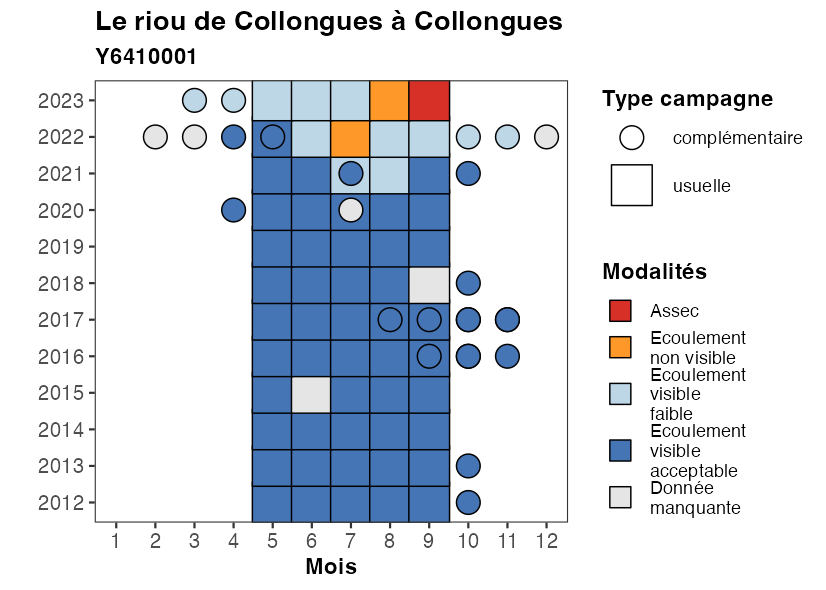 Le riou de Collongues à Collongues
Y6410001
2023
2022
2021
2020
2019
2018
2017
2016
2015
2014
2013
2012
1 2 3 4 5 6 7 8 9 10 11 12
Mois
Type campagne
complémentaire
usuelle
Modalités
Assec
Ecoulement
non visible
Ecoulement
visible
faible
Ecoulement
visible
acceptable
Donnée
manquante